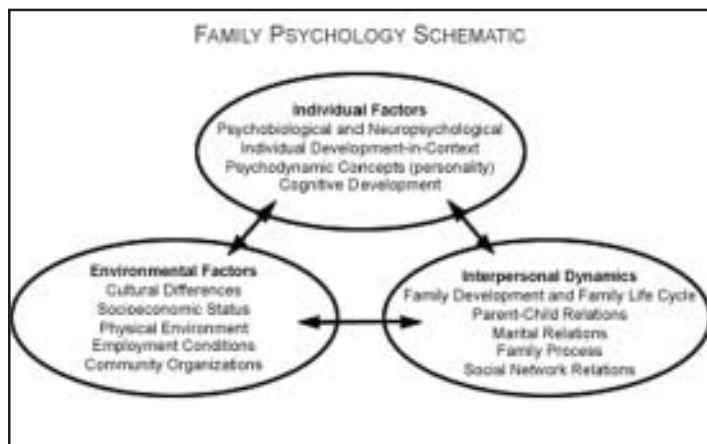 FAMILY PSYCHOLOGY SCHEMATIC
Individual Factors
Psychobiological and Neuropsychological
Individual Development-in-Context
Psychodynamic Concepts (personality)
Cognitive Development
Environmental Factors
Cultural Differences
Socioeconomic Status
Physical Environment
Employment Conditions
Community Organizations
Interpersonal Dynamics
Family Development and Family Life Cycle
Parent-Child Relations
Marital Relations
Family Process
Social Network Relations